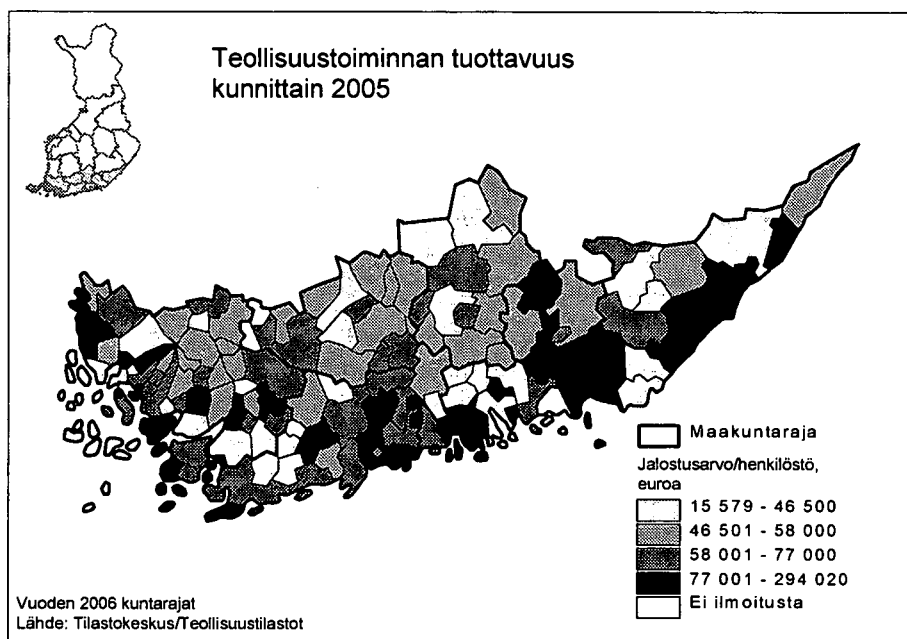 Teollisuustoiminnan tuottavuus
kunnittain 2005
Maakuntaraja
Jalostusarvo/henkilöstö,
euroa
15 579 - 46 500
46 501 - 58 000
58 001 - 77 000
77 001 - 294 020
Ei ilmoitusta
Vuoden 2006 kuntarajat
Lähde: Tilastokeskus/Teollisuustilastot